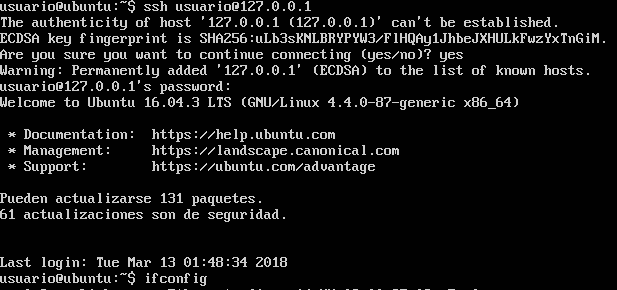 usuario@ubuntu:~$ ssh usuario@127.0.0.1
The authenticity of host '127.0.0.1 (127.0.0.1)' can't be established.
ECDSA key fingerprint is SHA256:uLb3sKNLBRYPYW3/FlHQAy1JhbeJXHULkFwzYxTnGiM.
Are you sure you want to continue connecting (yes/no)? yes
Warning: Permanently added '127.0.0.1' (ECDSA) to the list of known hosts.
usuario@127.0.0.1's password:
Welcome to Ubuntu 16.04.3 LTS (GNU/Linux 4.4.0-87-generic x86_64)
* Documentation: https://help.ubuntu.com
* Management: https://landscape.canonical.com
* Support: https://ubuntu.com/advantage
Pueden actualizarse 131 paquetes.
61 actualizaciones son de seguridad.
Last login: Tue Mar 13 01:48:34 2018
usuario@ubuntu:~$ ifconfig